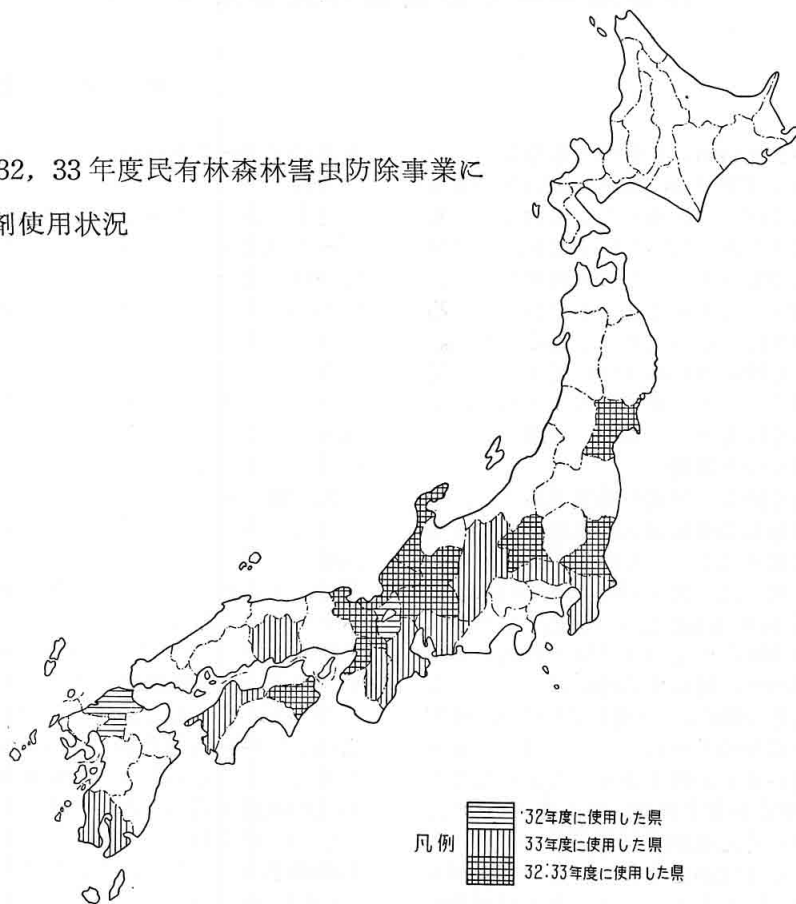 32, 33 年度民有林森林害虫防除事業に
剤使用状況
凡例
'32年度に使用した県
33年度に使用した県
32:33年度に使用した県